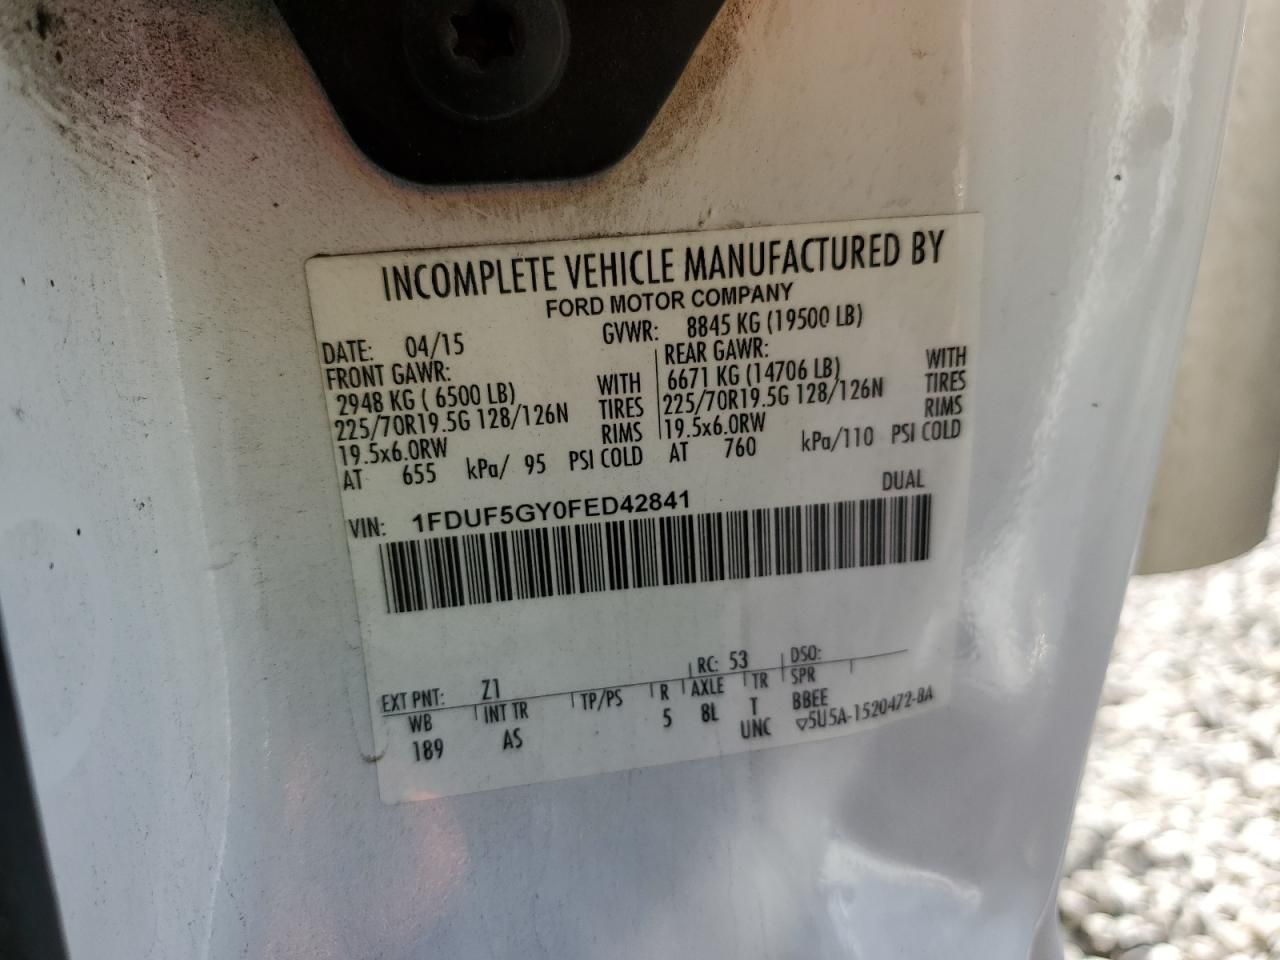 INCOMPLETE VEHICLE MANUFACTURED BY
FORD MOTOR COMPANY
DATE: 04/15 GVWR: 8845 KG (19500 LB)
FRONT GAWR: REAR GAWR:
2948 KG ( 6500 LB) WITH 6671 KG (14706 LB) WITH
225/70R19.5G 128/126N TIRES 225/70R19.5G 128/126N TIRES
19.5x6.0RW RIMS 19.5x6.0RW RIMS
AT 655 kPa/ 95 PSI COLD AT 760 kPa/110 PSI COLD
DUAL
VIN: 1FDUF5GY0FED42841
EXT PNT: Z1 RC: 53 DSO:
WB INT TR TP/PS R AXLE TR SPR
189 AS 5 8L T BBEE
UNC ▽5U5A-1520472-BA